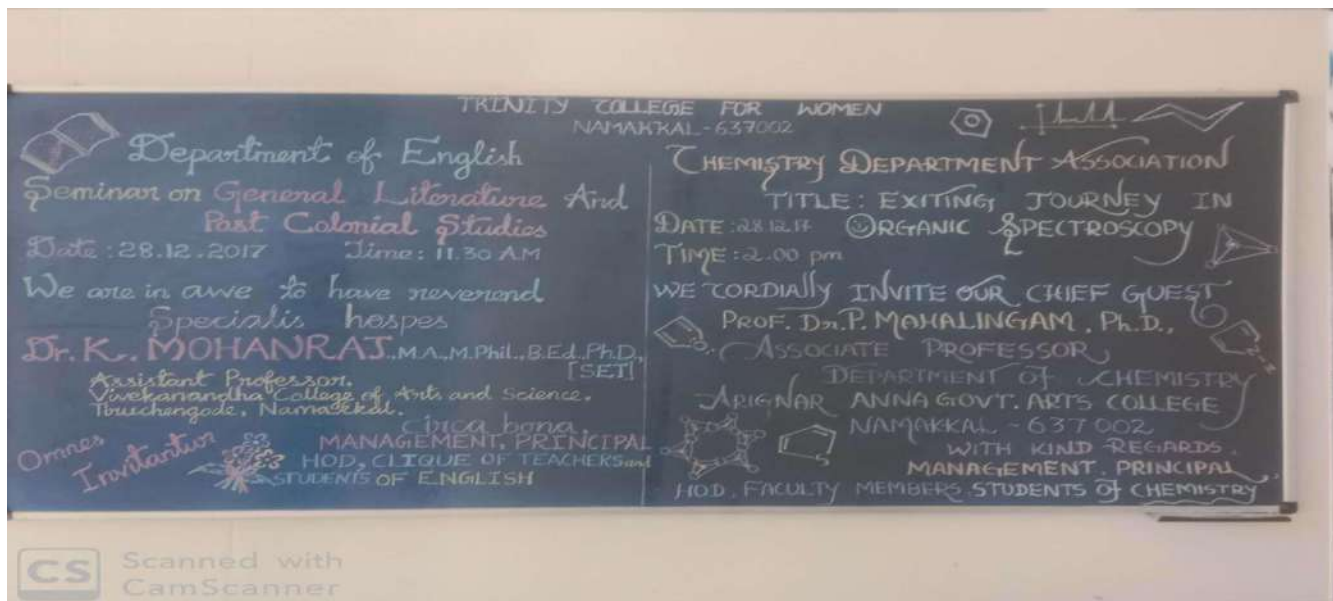 TRINITY COLLEGE FOR WOMEN
NAMAKKAL-637002
Department of English
Seminar on General Literature And
Post Colonial Studies
Date : 28.12.2017 Time : 11.30 A.M
We are in awe to have reverend
Specialis hospes
Dr. K. MOHANRAJ., M.A., M.Phil., B.Ed., Ph.D.,
[SET]
Assistant Professor.
Vivekanandha College of Arts and Science.
Tiruchengode, Namakkal.
circa bona.
Omnes
Invitantur
MANAGEMENT, PRINCIPAL
HOD, CLIQUE OF TEACHERS and
STUDENTS OF ENGLISH
CHEMISTRY DEPARTMENT ASSOCIATION
TITLE : EXITING JOURNEY IN
DATE : 28.12.17 ORGANIC SPECTROSCOPY
TIME : 2.00 pm
WE CORDIALLY INVITE OUR CHIEF GUEST
PROF. Dr. P. MAHALINGAM, Ph.D.,
ASSOCIATE PROFESSOR,
DEPARTMENT OF CHEMISTRY
ARIGNAR ANNA GOVT. ARTS COLLEGE
NAMAKKAL - 637 002
WITH KIND REGARDS,
MANAGEMENT, PRINCIPAL,
HOD, FACULTY MEMBERS, STUDENTS OF CHEMISTRY
CS Scanned with
CamScanner